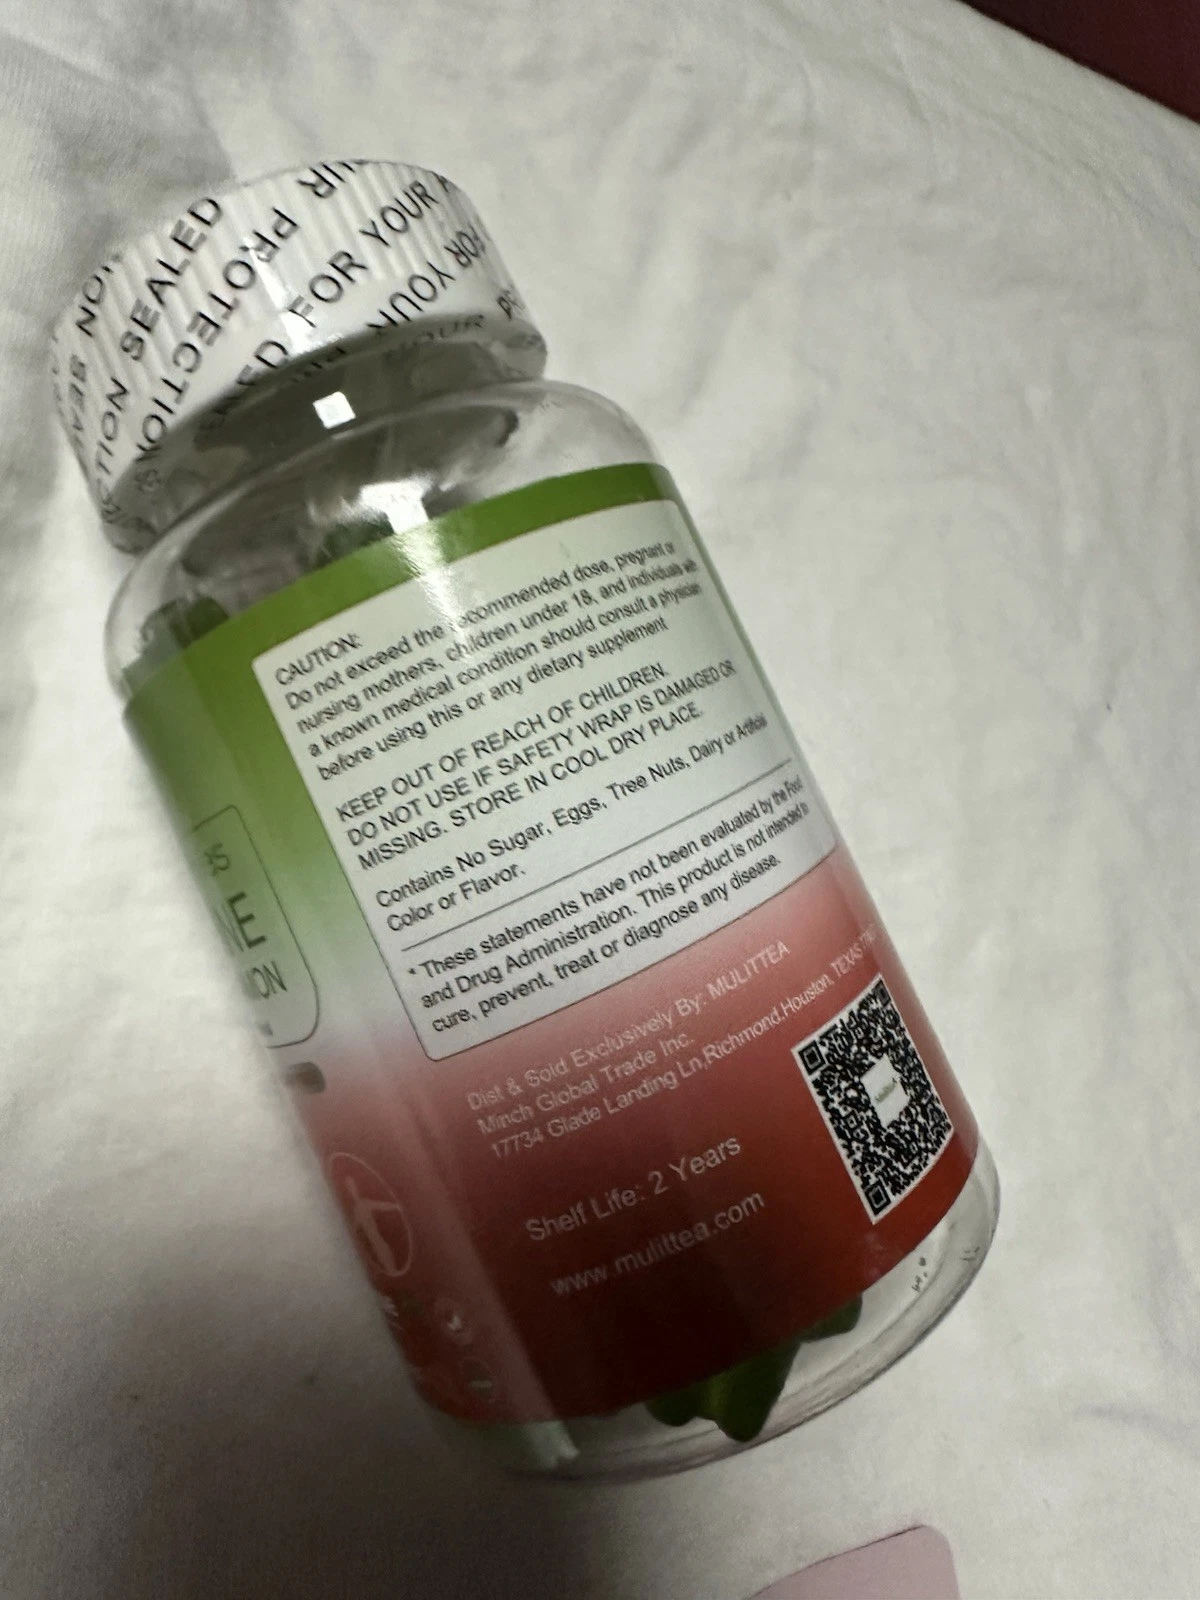 SEALED
PROTECTION
FOR YOUR
FOR YOUR
YOUR
CAUTION:
Do not exceed the recommended dose, pregnant or
nursing mothers, children under 18, and individuals with
a known medical condition should consult a physician
before using this or any dietary supplement
KEEP OUT OF REACH OF CHILDREN.
DO NOT USE IF SAFETY WRAP IS DAMAGED OR
MISSING. STORE IN COOL DRY PLACE.
Contains No Sugar, Eggs, Tree Nuts, Dairy or Artificial
Color or Flavor.
* These statements have not been evaluated by the Food
and Drug Administration. This product is not intended to
cure, prevent, treat or diagnose any disease.
Dist & Sold Exclusively By: MULITTEA
Minch Global Trade Inc.
17734 Glade Landing Ln,Richmond.Houston,TEXAS
Shelf Life: 2 Years
www.mulittea.com